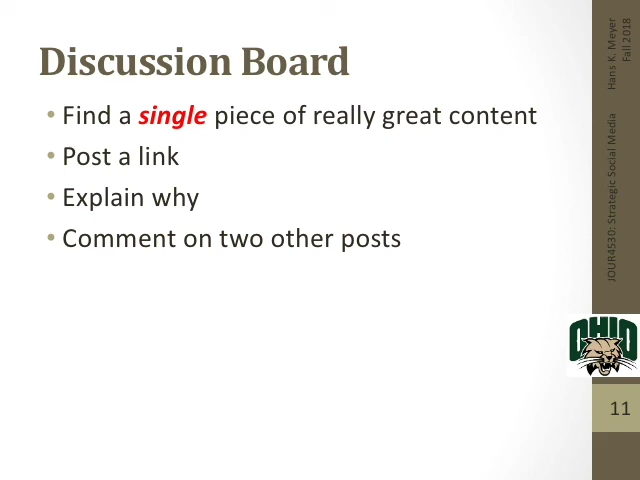 Discussion Board
• Find a single piece of really great content
• Post a link
• Explain why
• Comment on two other posts
JOUR4530: Strategic Social Media Hans K. Meyer
Fall 2018
OHIO
11